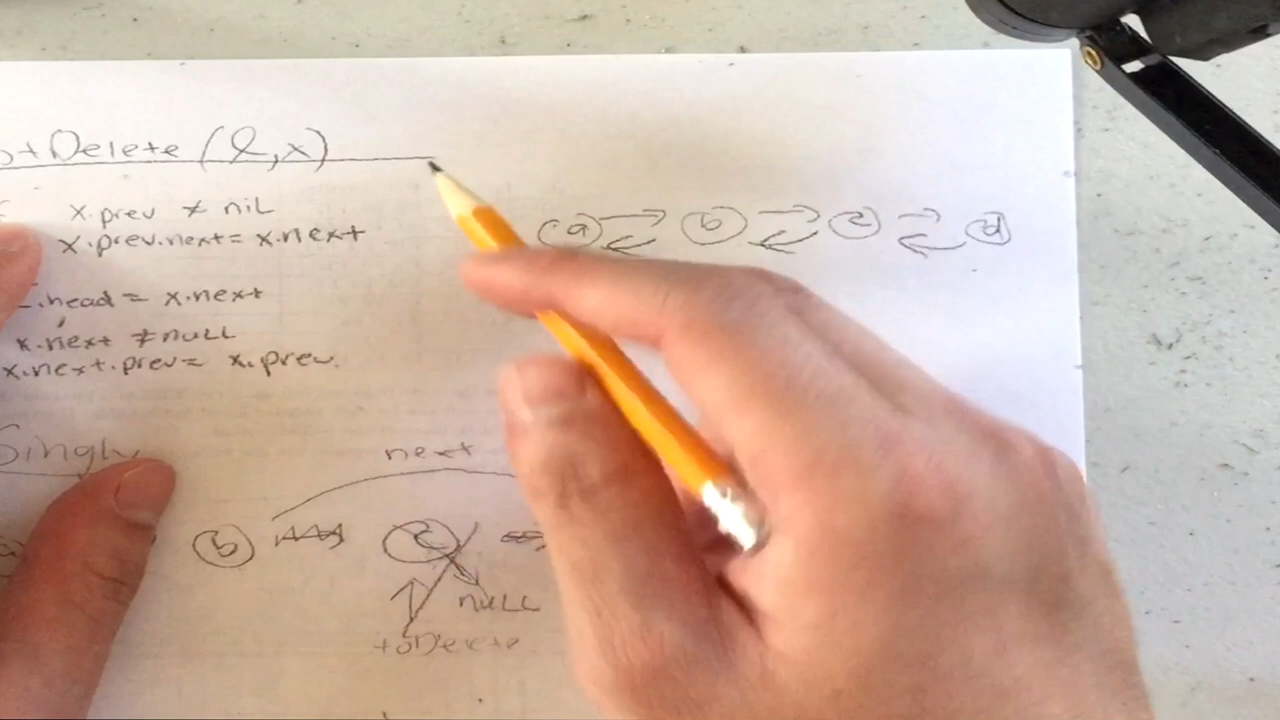 Delete (L,x)
x.prev ≠ nil
x.prev.next = x.next
.head = x.next
x.next ≠ null
x.next.prev = x.prev.
a b c d
Singly
next
b c
null
toDelete